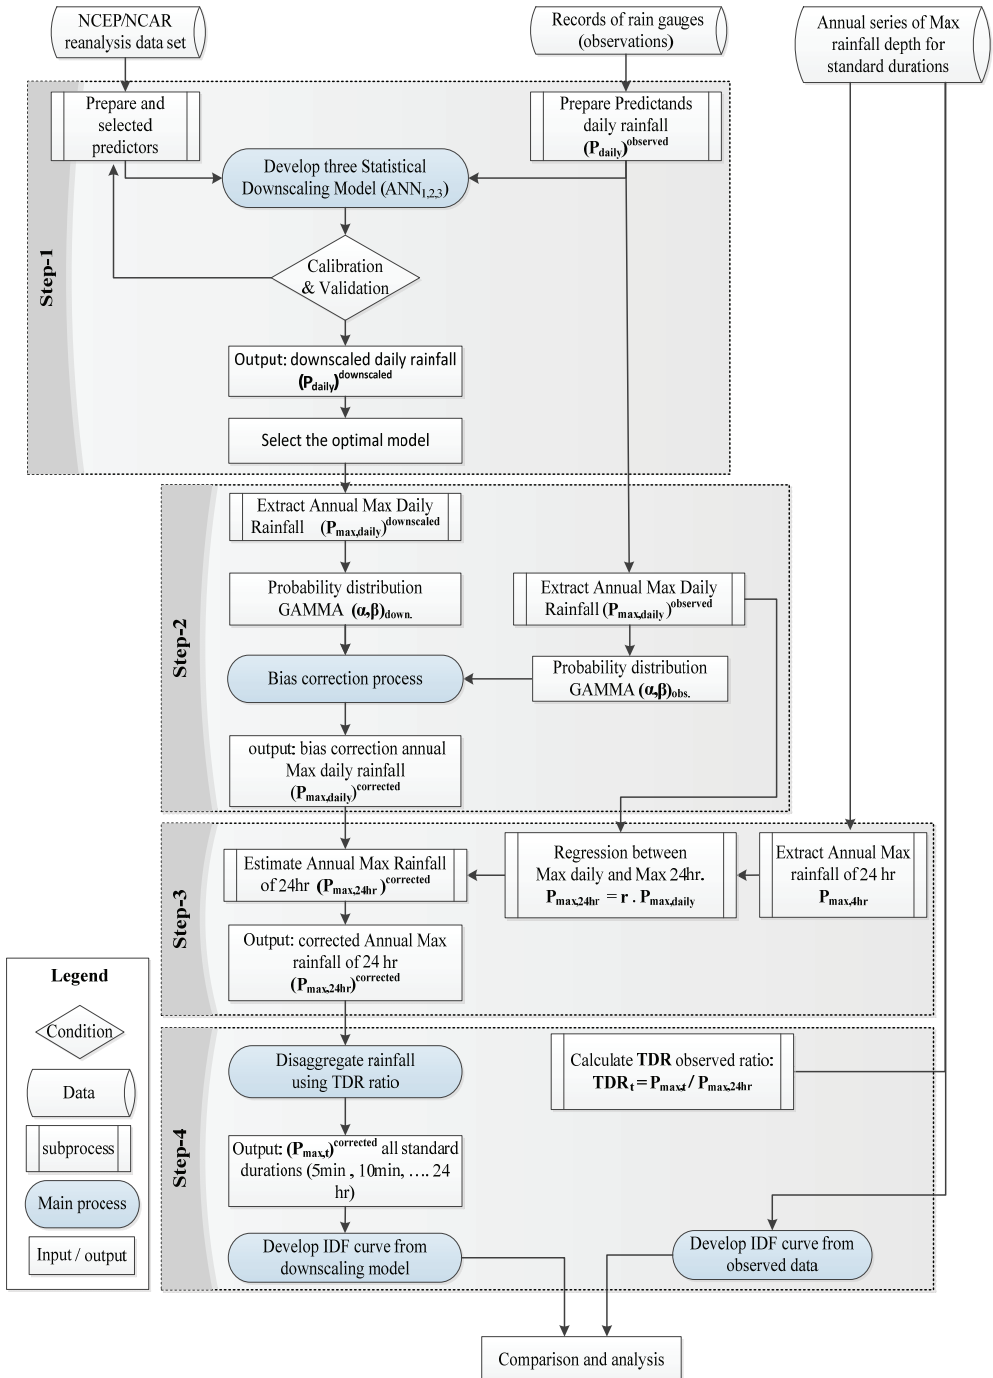 NCEP/NCAR
reanalysis data set
Records of rain gauges
(observations)
Annual series of Max
rainfall depth for
standard durations
Step-1
Prepare and
selected
predictors
Prepare Predictands
daily rainfall
(Pdaily)observed
Develop three Statistical
Downscaling Model (ANN1,2,3)
Calibration
& Validation
Output: downscaled daily rainfall
(Pdaily)downscaled
Select the optimal model
Step-2
Extract Annual Max Daily
Rainfall (Pmax,daily)downscaled
Probability distribution
GAMMA (α,β)down.
Extract Annual Max Daily
Rainfall (Pmax,daily)observed
Bias correction process
Probability distribution
GAMMA (α,β)obs.
output: bias correction annual
Max daily rainfall
(Pmax,daily)corrected
Step-3
Estimate Annual Max Rainfall
of 24hr (Pmax,24hr)corrected
Regression between
Max daily and Max 24hr.
Pmax,24hr = r . Pmax,daily
Extract Annual Max
rainfall of 24 hr
Pmax,4hr
Output: corrected Annual Max
rainfall of 24 hr
(Pmax,24hr)corrected
Legend
Condition
Data
subprocess
Main process
Input / output
Step-4
Disaggregate rainfall
using TDR ratio
Calculate TDR observed ratio:
TDRt = Pmax,t / Pmax,24hr
Output: (Pmax,t)corrected all standard
durations (5min , 10min, …. 24
hr)
Develop IDF curve from
downscaling model
Develop IDF curve from
observed data
Comparison and analysis